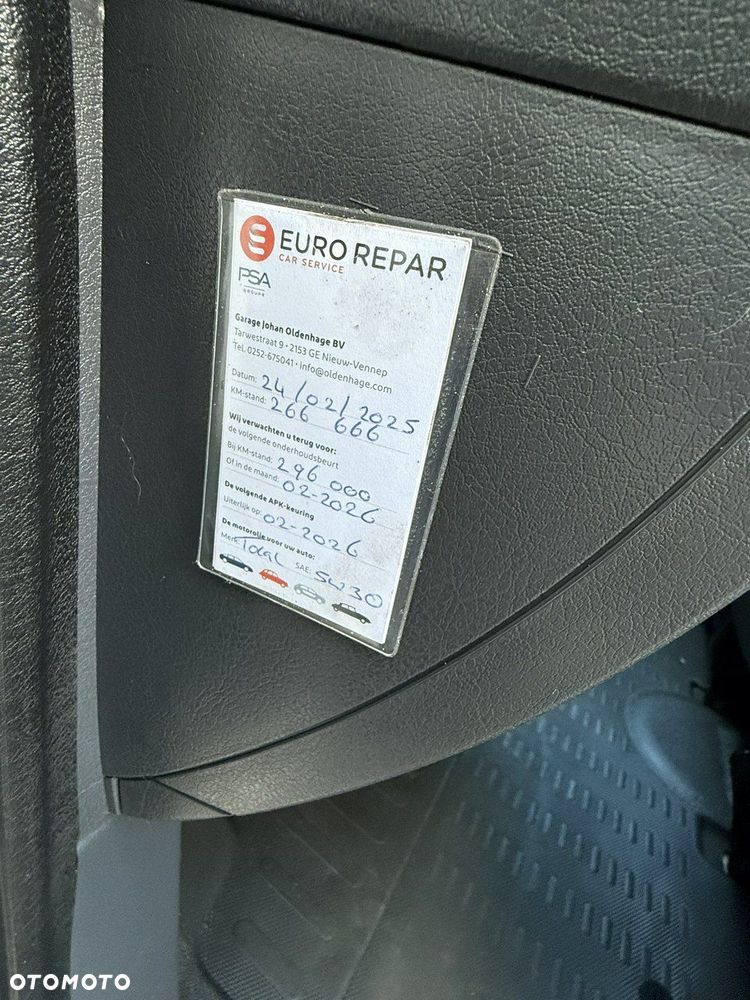 EURO REPAR
CAR SERVICE
PSA
GROUPE
Garage Johan Oldenhage BV
Tarwestraat 9 • 2153 GE Nieuw-Vennep
Tel. 0252-675041 • info@oldenhage.com
Datum: 24/02/2025
KM-stand: 266 666
Wij verwachten u terug voor:
de volgende onderhoudsbeurt
Bij KM-stand: 296 000
Of in de maand: 02-2026
De volgende APK-keuring
Uiterlijk op: 02-2026
De motorolie voor uw auto:
Merk: Total SAE: 5w30
OTOMOTO